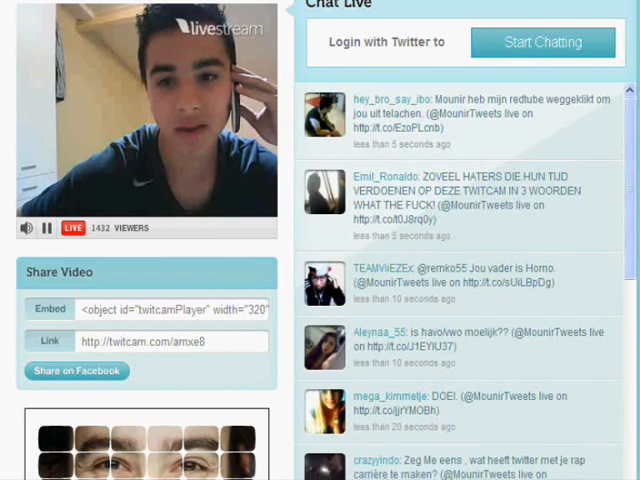 livestream
LIVE 1432 VIEWERS
Share Video
Embed <object id="twitcamPlayer" width="320"
Link http://twitcam.com/amxe8
Share on Facebook
Chat Live
Login with Twitter to Start Chatting
hey_bro_say_ibo: Mounir heb mijn redtube weggeklikt om
jou uit telachen. (@MounirTweets live on
http://t.co/EzoPLcnb)
less than 5 seconds ago
Emil_Ronaldo: ZOVEEL HATERS DIE HUN TIJD
VERDOENEN OP DEZE TWITCAM IN 3 WOORDEN
WHAT THE FUCK! (@MounirTweets live on
http://t.co/t0J8rq0y)
less than 5 seconds ago
TEAMViiEZEx: @remko55 Jou vader is Homo.
(@MounirTweets live on http://t.co/sUiLBpDg)
less than 10 seconds ago
Aleynaa_55: is havo/vwo moelijk?? (@MounirTweets live
on http://t.co/J1EYIU37)
less than 10 seconds ago
mega_kimmetje: DOEI. (@MounirTweets live on
http://t.co/jjrYMOBh)
less than 20 seconds ago
crazyyindo: Zeg Me eens , wat heeft twitter met je rap
carrière te maken? (@MounirTweets live on